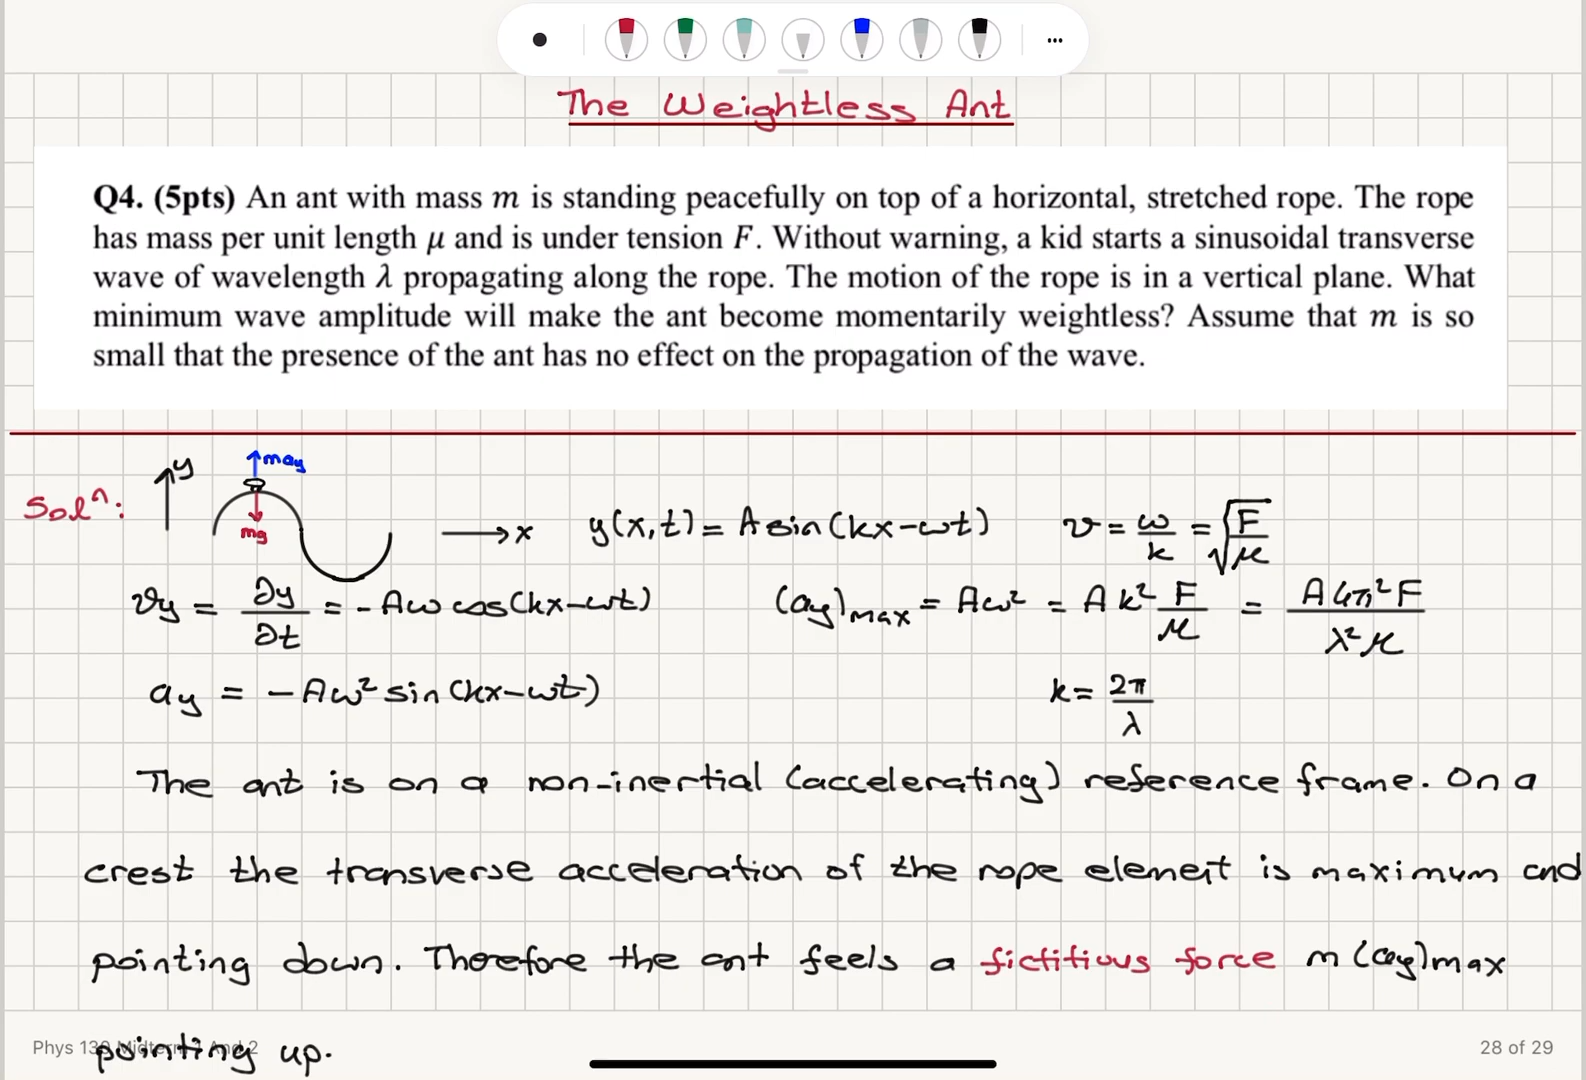 The Weightless Ant
Q4. (5pts) An ant with mass m is standing peacefully on top of a horizontal, stretched rope. The rope
has mass per unit length μ and is under tension F. Without warning, a kid starts a sinusoidal transverse
wave of wavelength λ propagating along the rope. The motion of the rope is in a vertical plane. What
minimum wave amplitude will make the ant become momentarily weightless? Assume that m is so
small that the presence of the ant has no effect on the propagation of the wave.
Solⁿ: y may mg → x y(x,t) = A sin(kx-ωt) v = ω/k = √(F/μ)
vy = ∂y/∂t = - Aω cos(kx-ωt) (ay)max = Aω² = A k² F/μ = A4π²F/λ²μ
ay = - Aω² sin(kx-ωt) k = 2π/λ
The ant is on a non-inertial (accelerating) reference frame. On a
crest the transverse acceleration of the rope element is maximum and
pointing down. Therefore the ant feels a fictitious force m(ay)max
pointing up.
Phys 130 Midterm 1 And 2
28 of 29